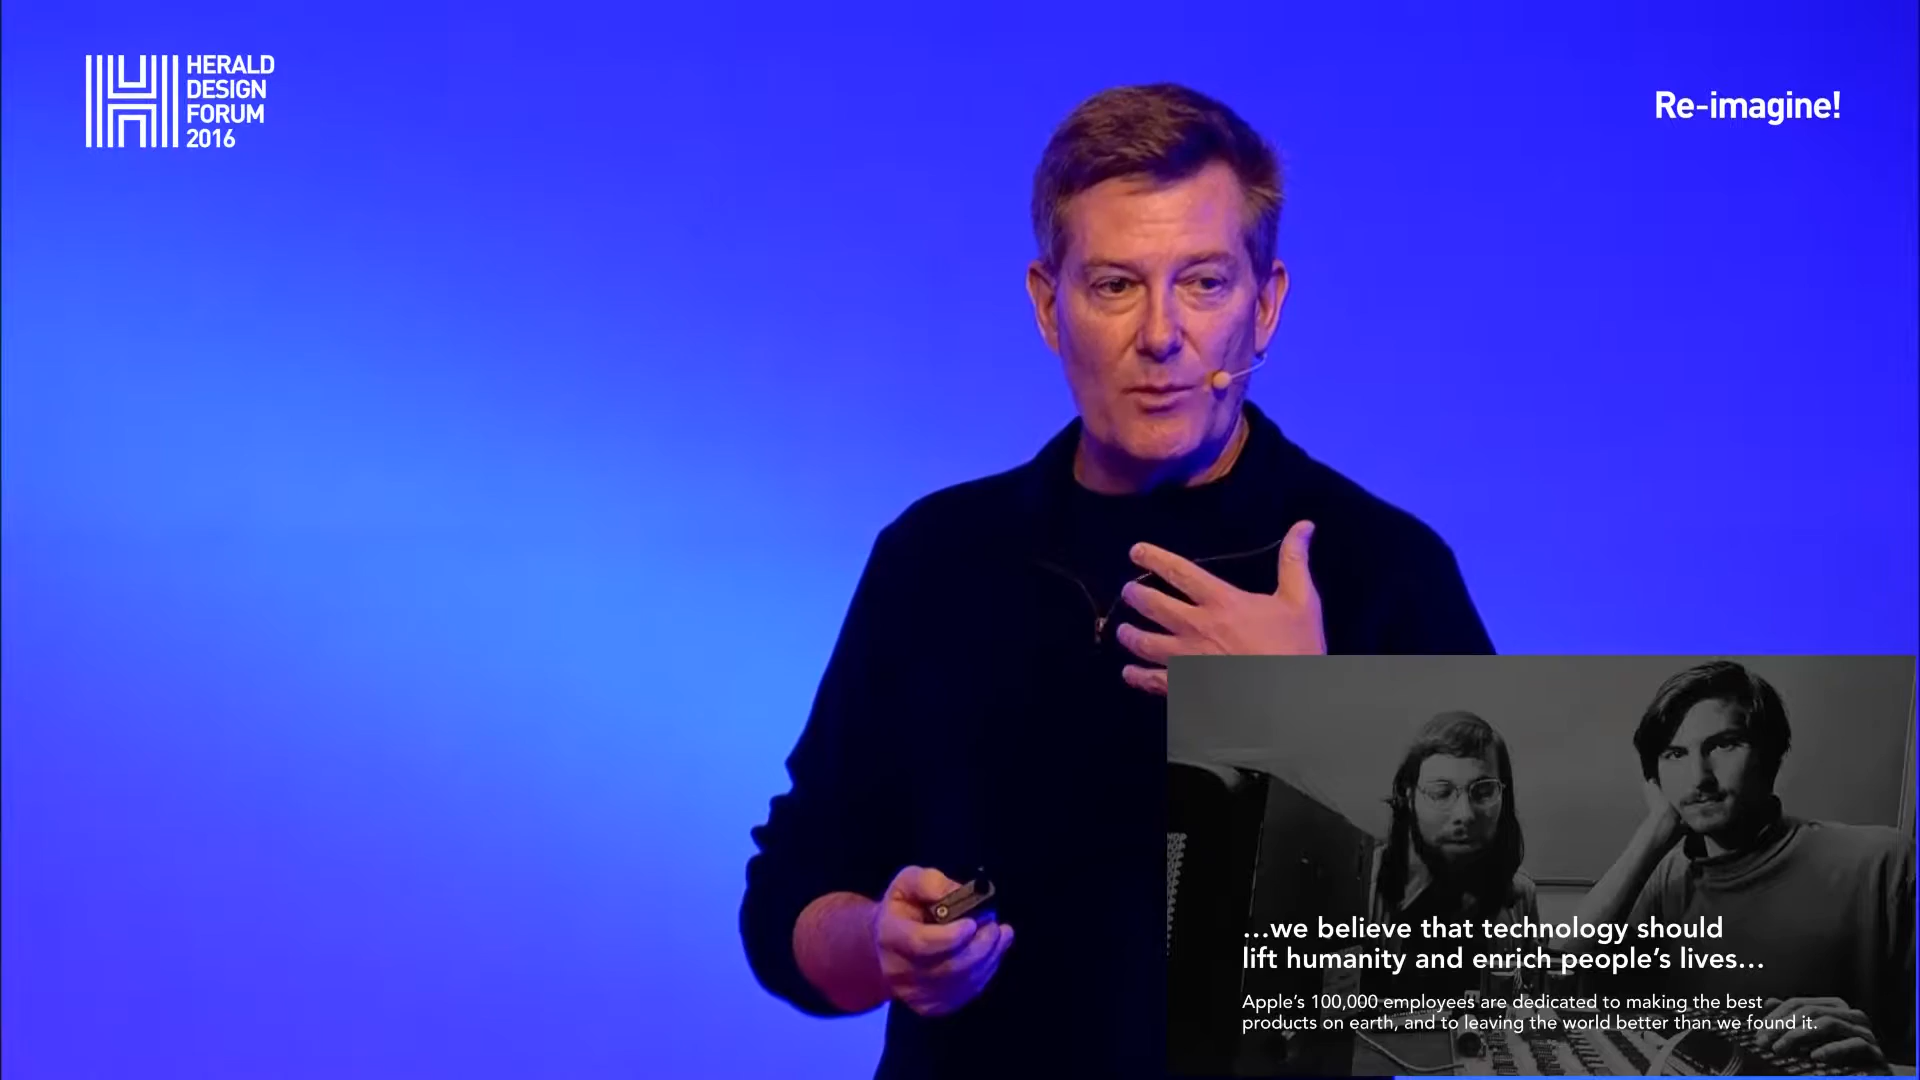 HERALD
DESIGN
FORUM
2016
Re-imagine!
...we believe that technology should
lift humanity and enrich people's lives...
Apple's 100,000 employees are dedicated to making the best
products on earth, and to leaving the world better than we found it.